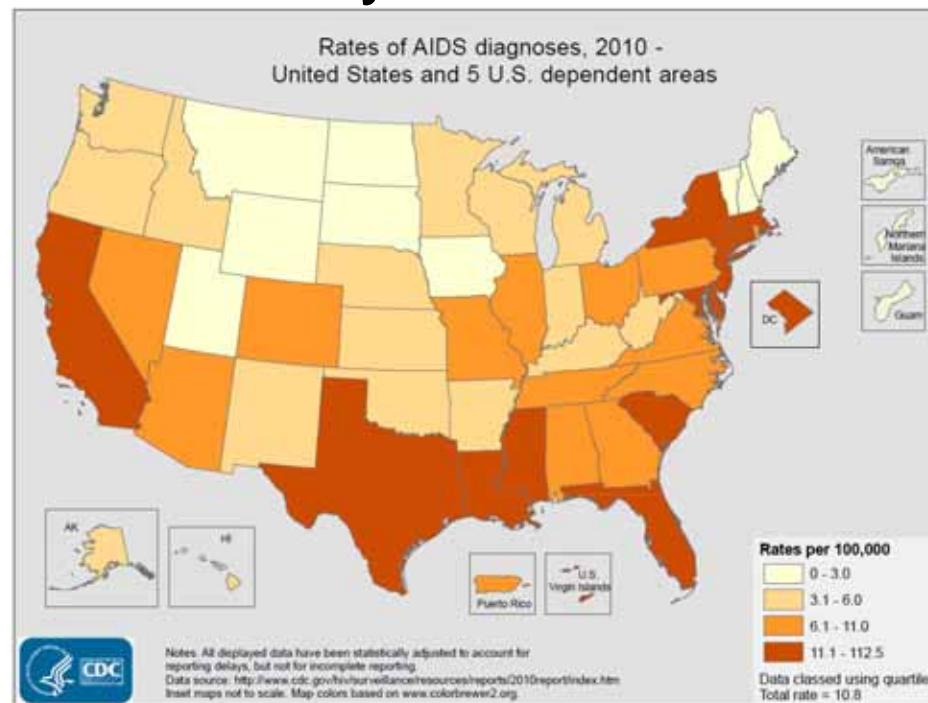 Rates of AIDS diagnoses, 2010 -
United States and 5 U.S. dependent areas
American
Samoa
Northern
Mariana
Islands
Guam
DC
AK
HI
Puerto Rico
U.S.
Virgin Islands
Rates per 100,000
0 - 3.0
3.1 - 6.0
6.1 - 11.0
11.1 - 112.5
Data classed using quartile
Total rate = 10.8
CDC
Notes. All displayed data have been statistically adjusted to account for
reporting delays, but not for incomplete reporting.
Data source: http://www.cdc.gov/hiv/surveillance/resources/reports/2010report/index.htm
Inset maps not to scale. Map colors based on www.colorbrewer2.org.